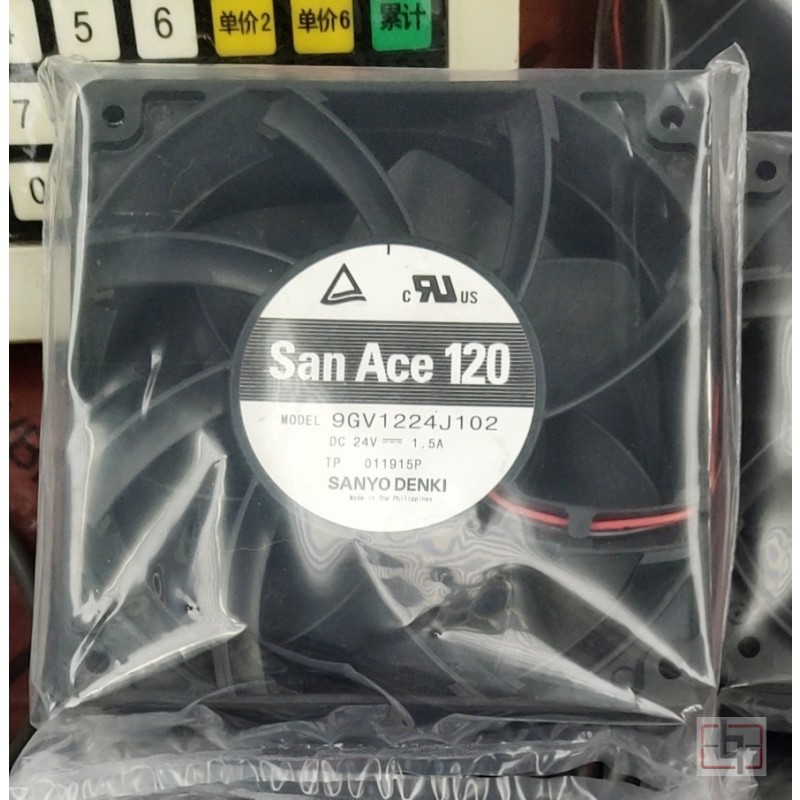 5
6
单价2
单价6
累计
7
0
C
US
San Ace 120
MODEL 9GV1224J102
DC 24V 1.5A
TP 011915P
SANYO DENKI
Made in The Philippines